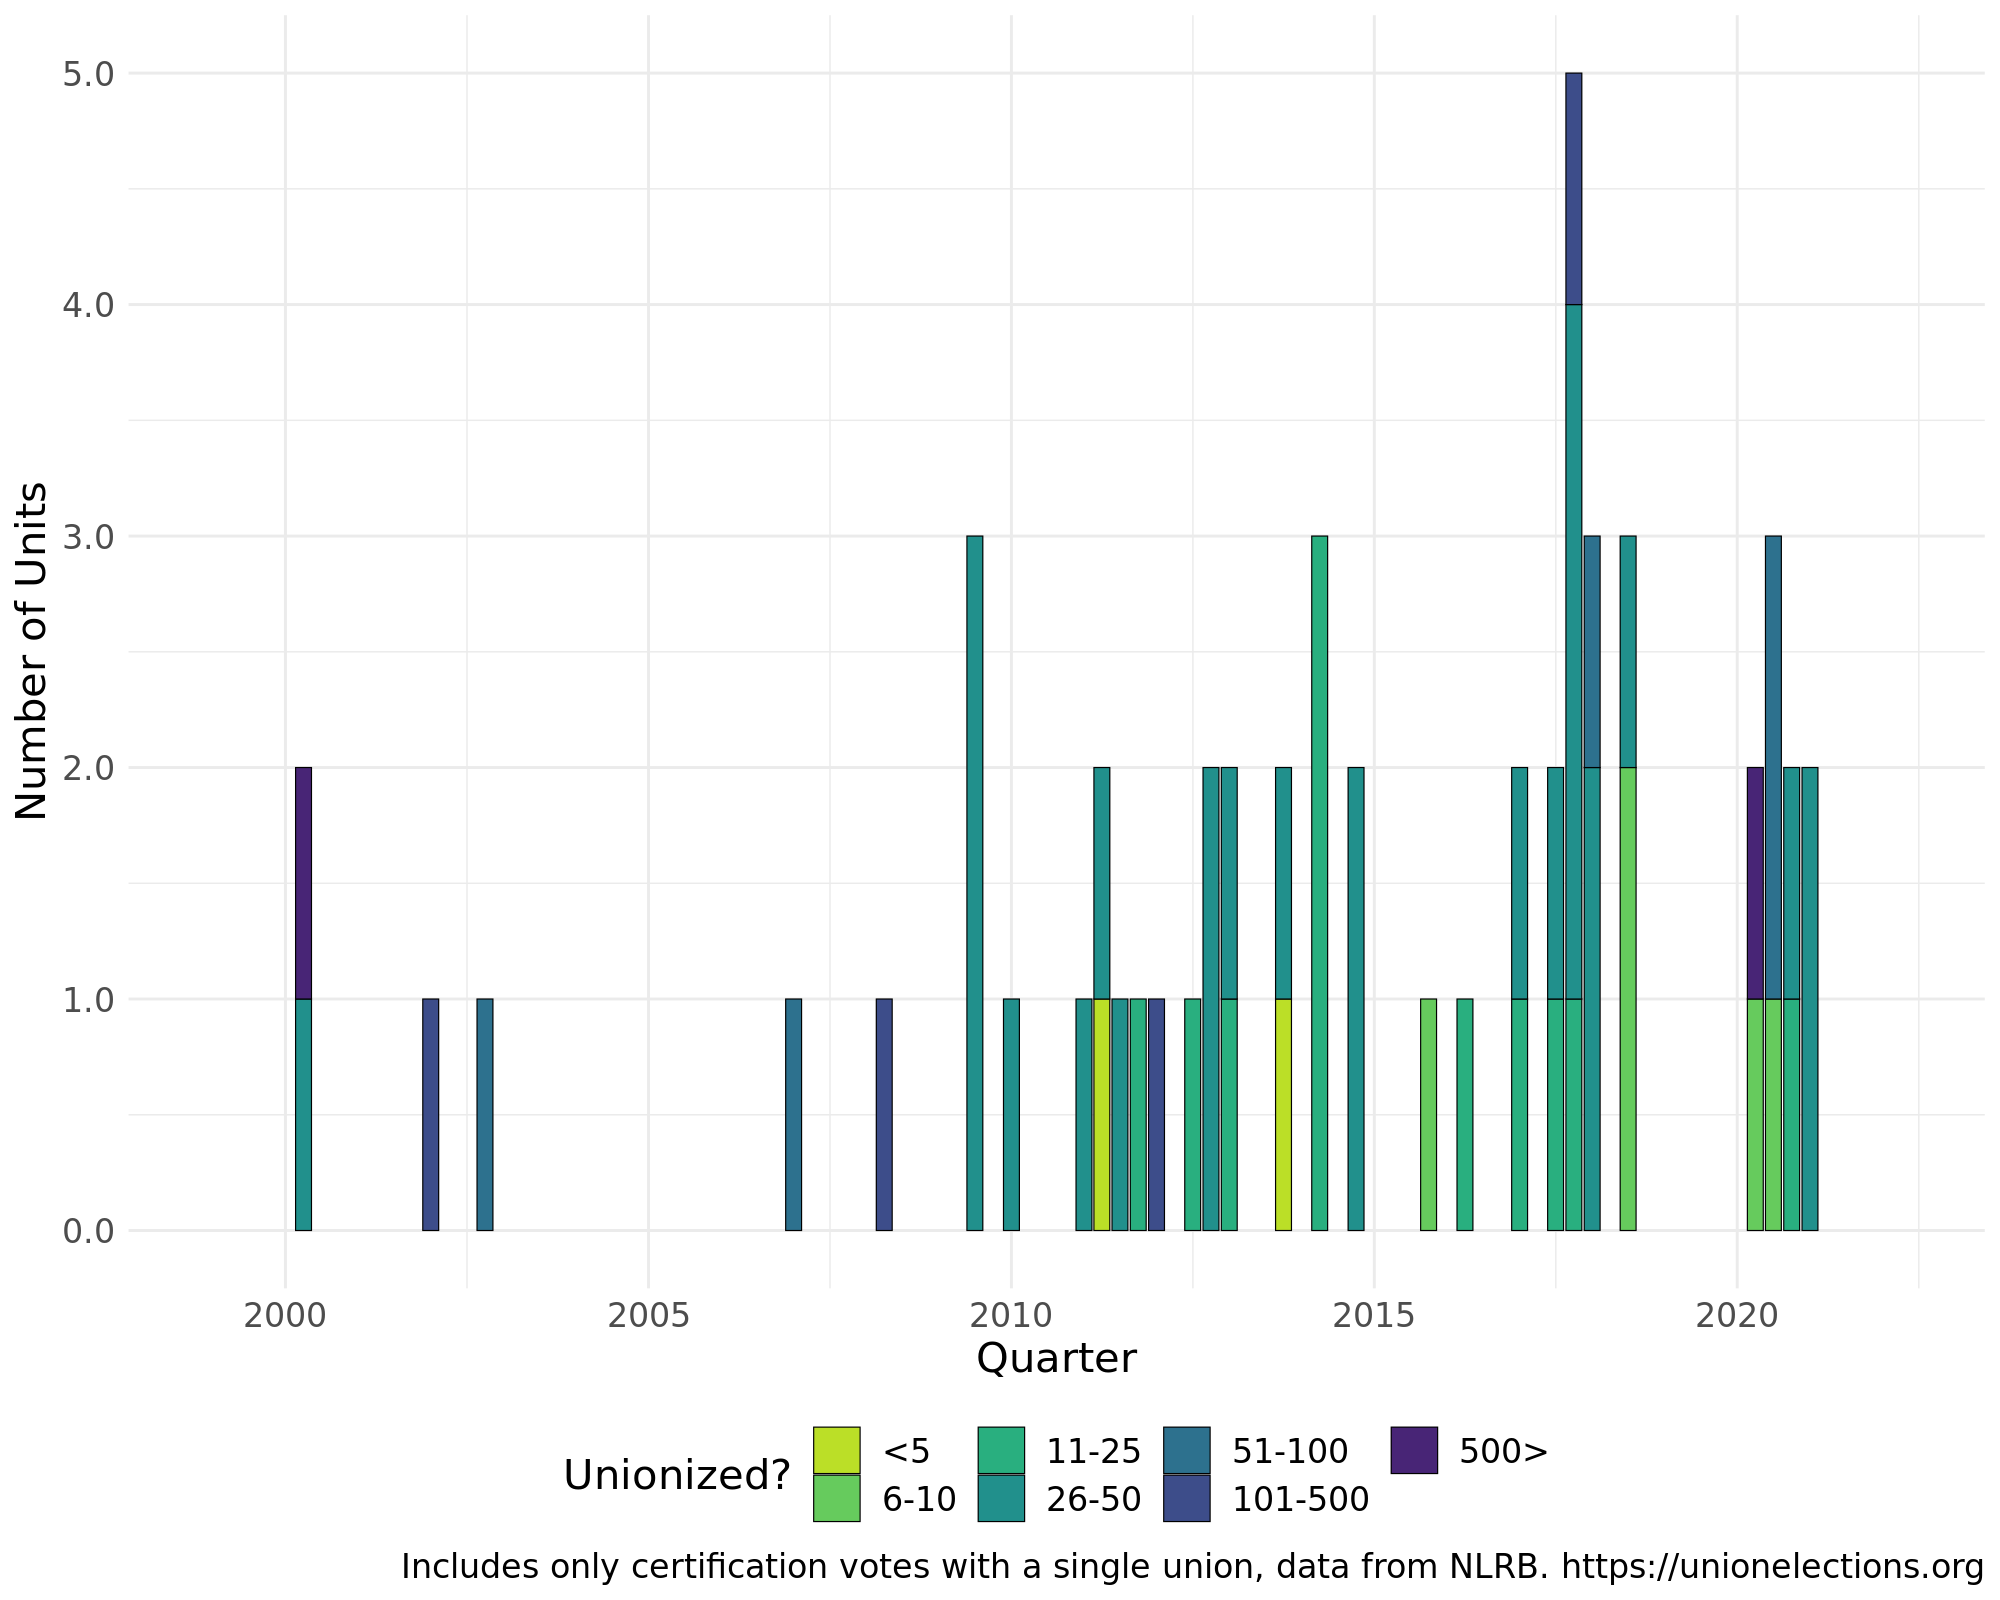 5.0
4.0
3.0
2.0
1.0
0.0
Number of Units
2000 2005 2010 2015 2020
Quarter
Unionized?
<5 11-25 51-100 500>
6-10 26-50 101-500
Includes only certification votes with a single union, data from NLRB. https://unionelections.org